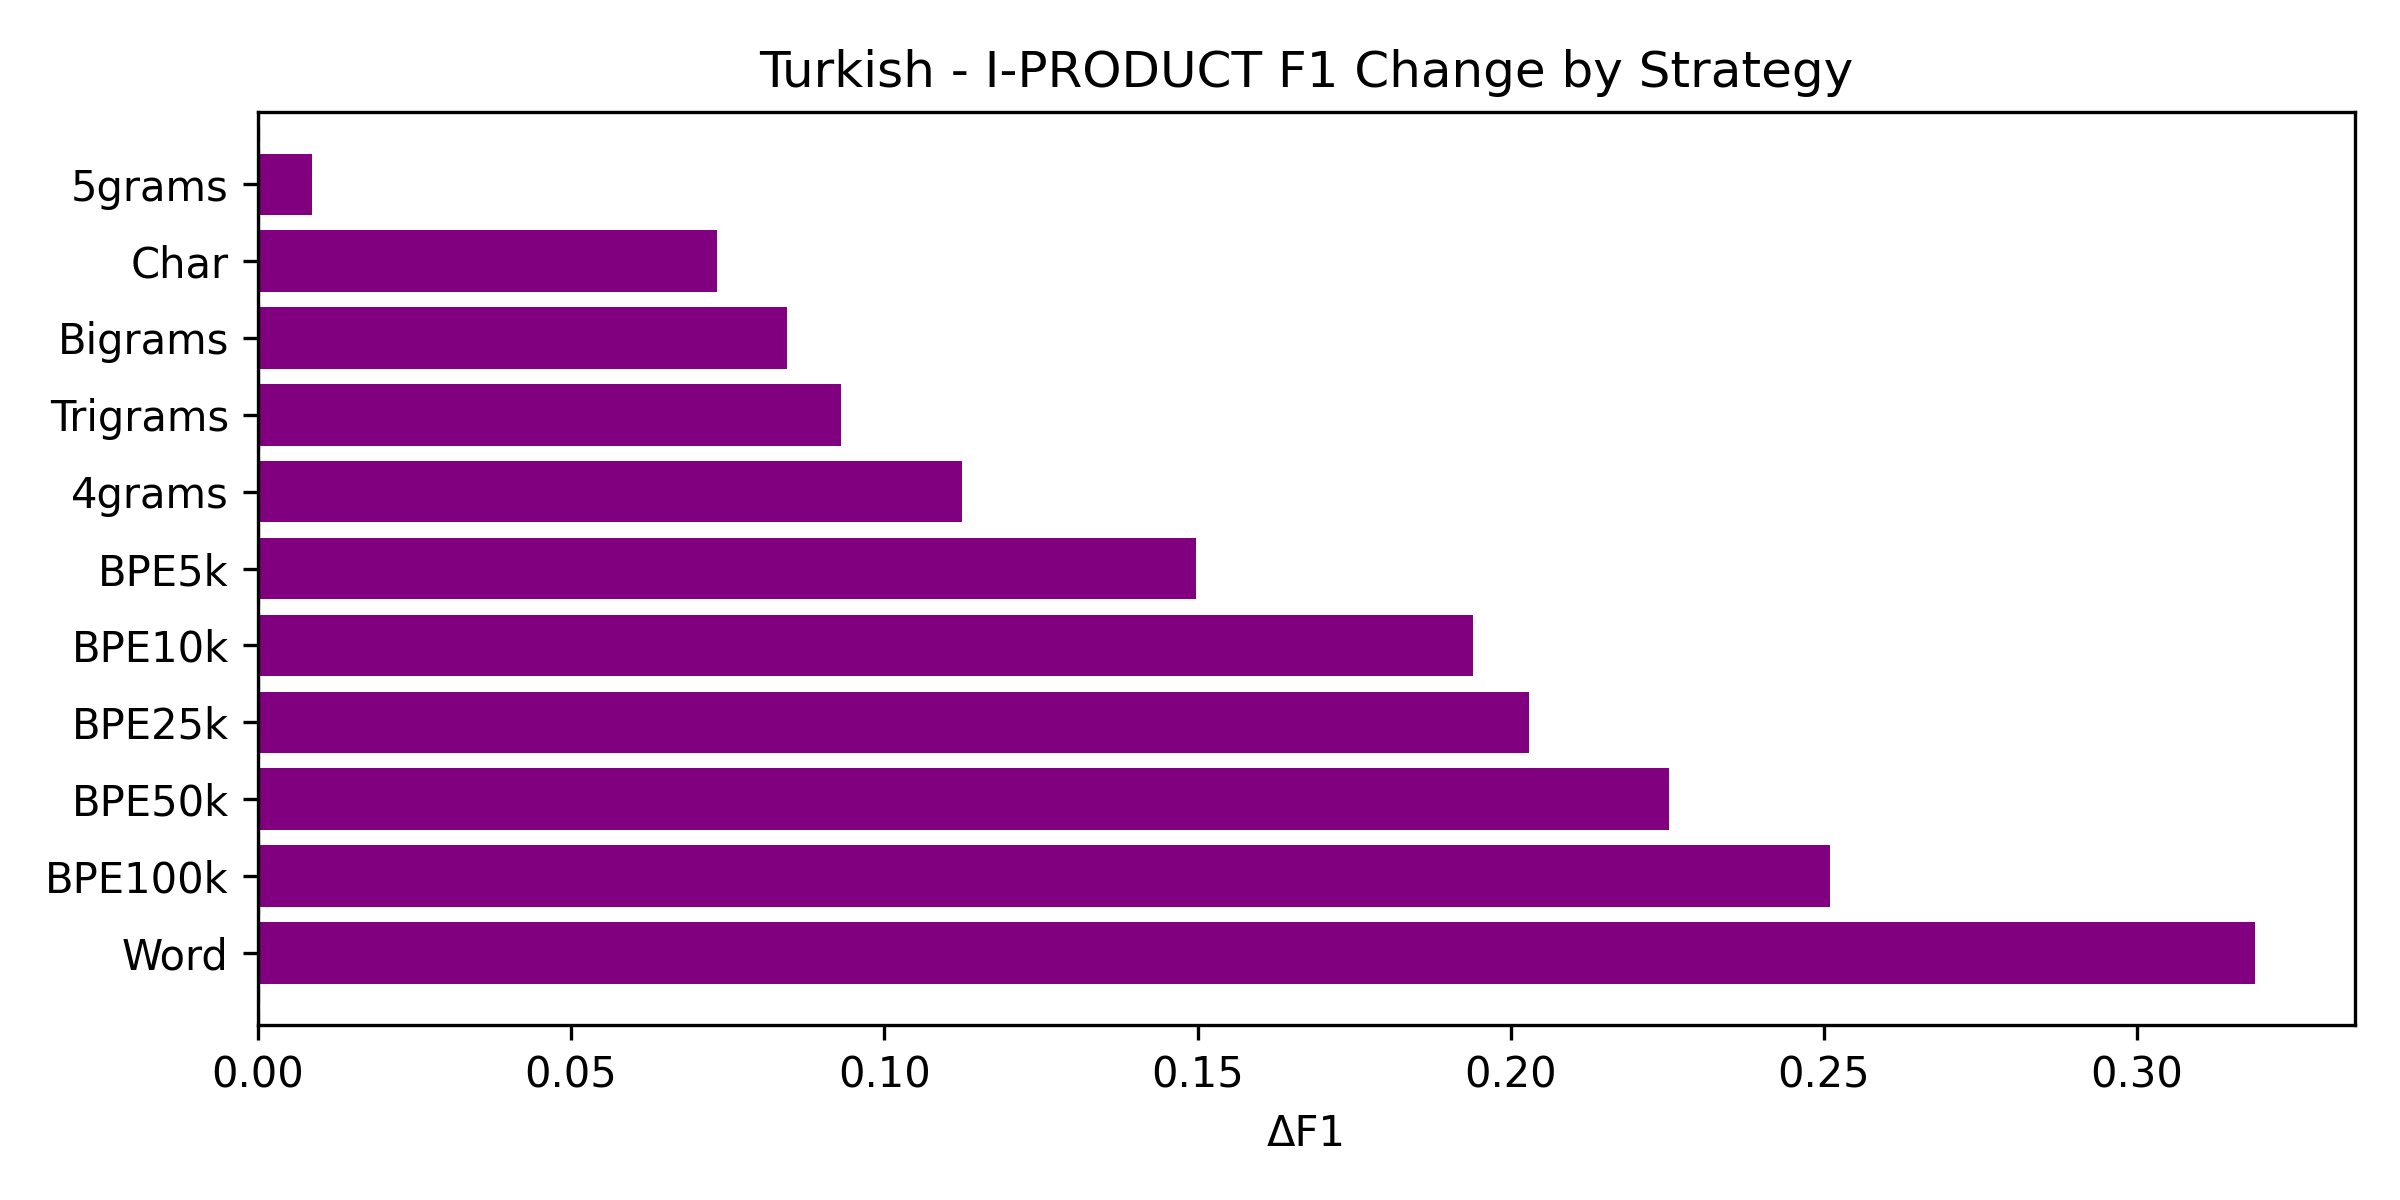 Turkish - I-PRODUCT F1 Change by Strategy
5grams
Char
Bigrams
Trigrams
4grams
BPE5k
BPE10k
BPE25k
BPE50k
BPE100k
Word
0.00 0.05 0.10 0.15 0.20 0.25 0.30
ΔF1